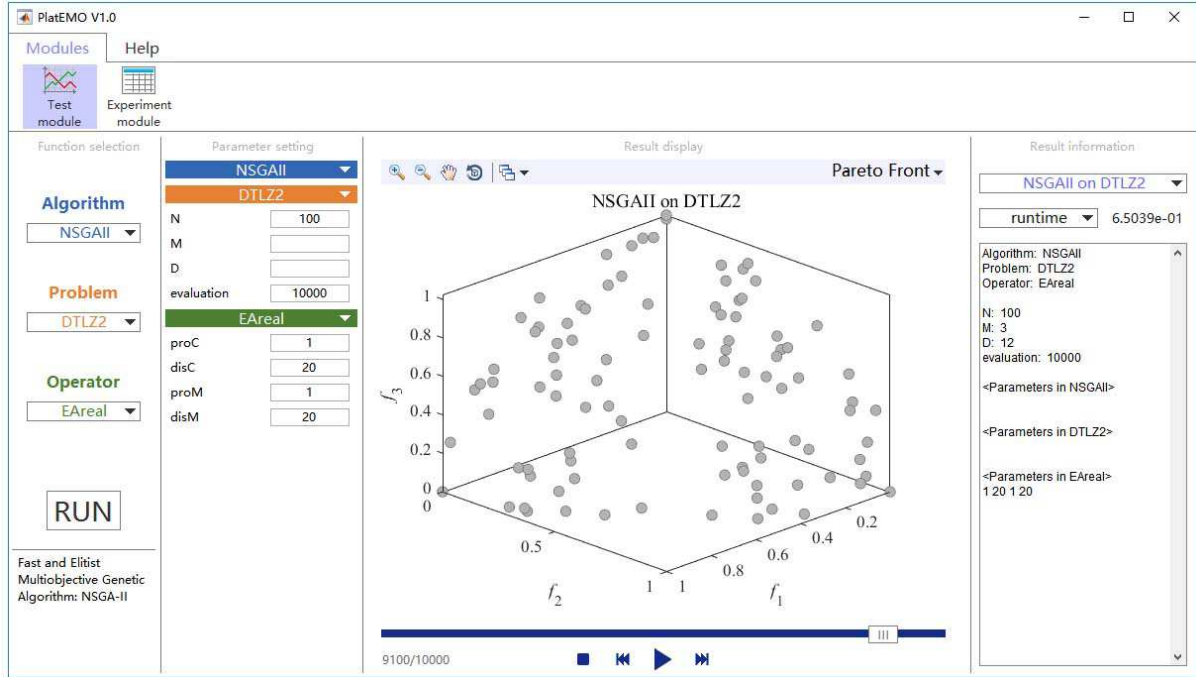 PlatEMO V1.0
Modules Help
Test module
Experiment module
Function selection
Algorithm
NSGAII
Problem
DTLZ2
Operator
EAreal
RUN
Fast and Elitist
Multiobjective Genetic
Algorithm: NSGA-II
Parameter setting
NSGAII
DTLZ2
N 100
M
D
evaluation 10000
EAreal
proC 1
disC 20
proM 1
disM 20
Result display
Pareto Front
NSGAII on DTLZ2
1
0.8
0.6
0.4
0.2
0
f3
0
0.5
1
f2
1
0.8
0.6
0.4
0.2
f1
9100/10000
Result information
NSGAII on DTLZ2
runtime 6.5039e-01
Algorithm: NSGAII
Problem: DTLZ2
Operator: EAreal
N: 100
M: 3
D: 12
evaluation: 10000
<Parameters in NSGAII>
<Parameters in DTLZ2>
<Parameters in EAreal>
1 20 1 20